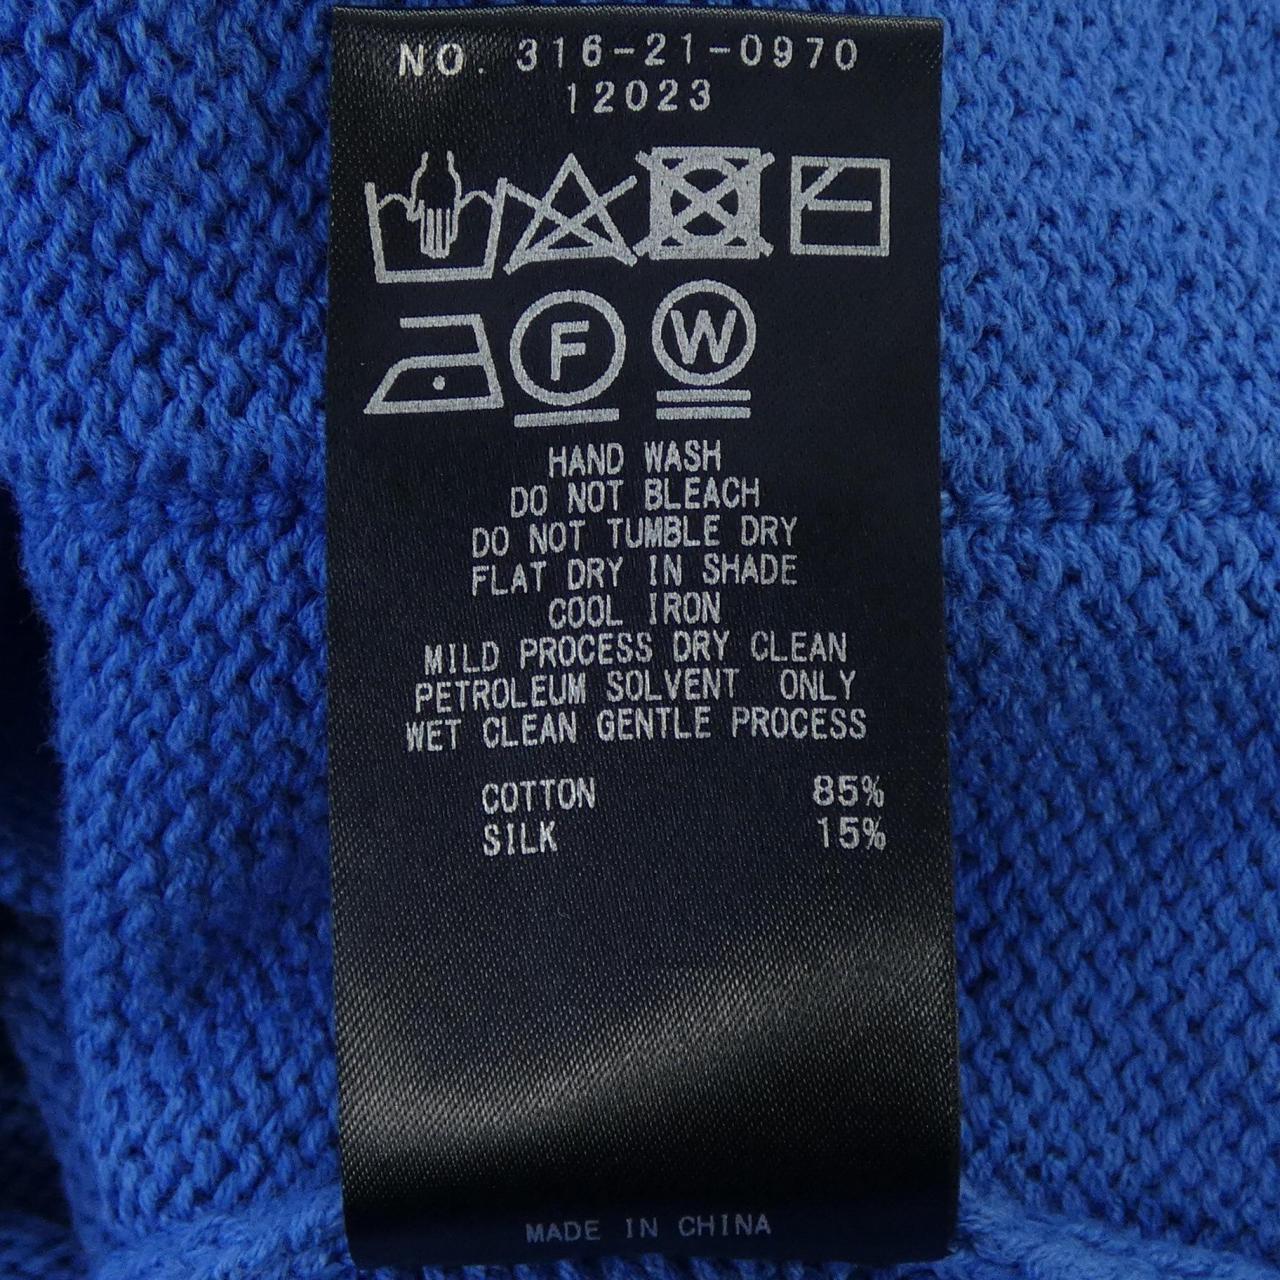 NO. 316-21-0970
12023
F W
HAND WASH
DO NOT BLEACH
DO NOT TUMBLE DRY
FLAT DRY IN SHADE
COOL IRON
MILD PROCESS DRY CLEAN
PETROLEUM SOLVENT ONLY
WET CLEAN GENTLE PROCESS
COTTON 85%
SILK 15%
MADE IN CHINA